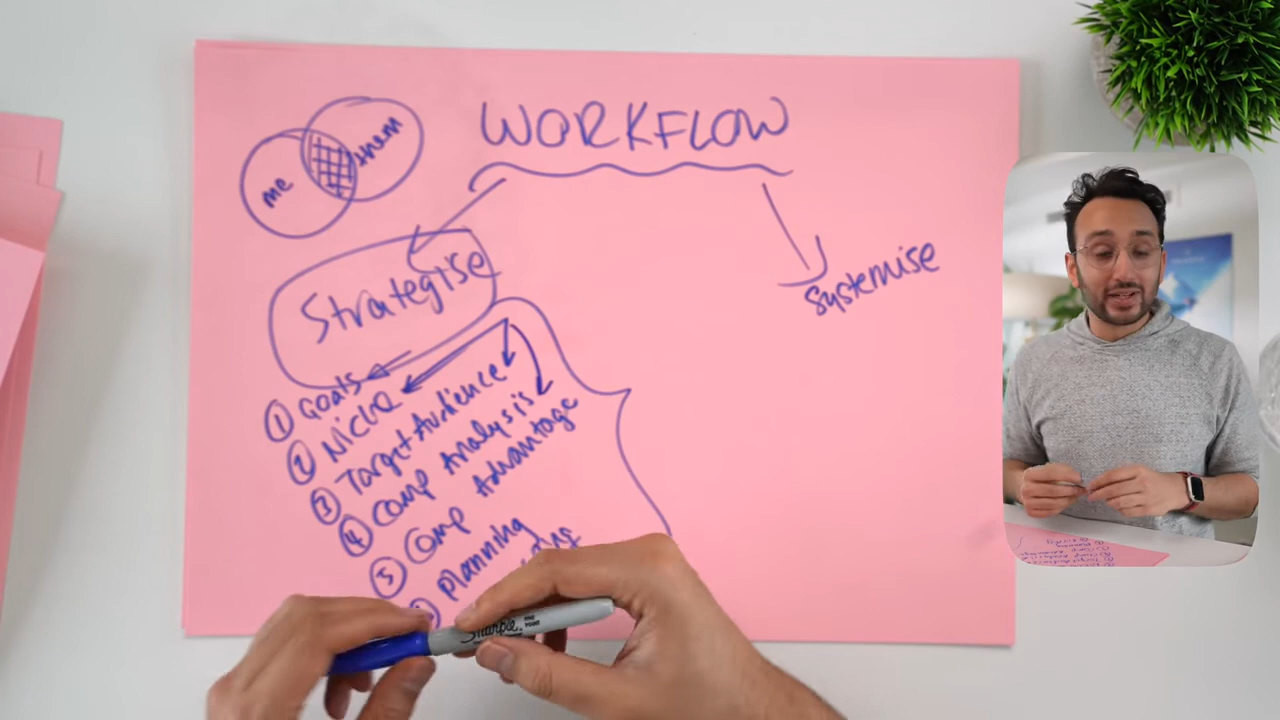 WORKFLOW
me
them
Strategise
Systemise
① Goals
② Niche
③ Target Audience
④ Comp Analysis
⑤ Comp Advantage
planning
Sharpie